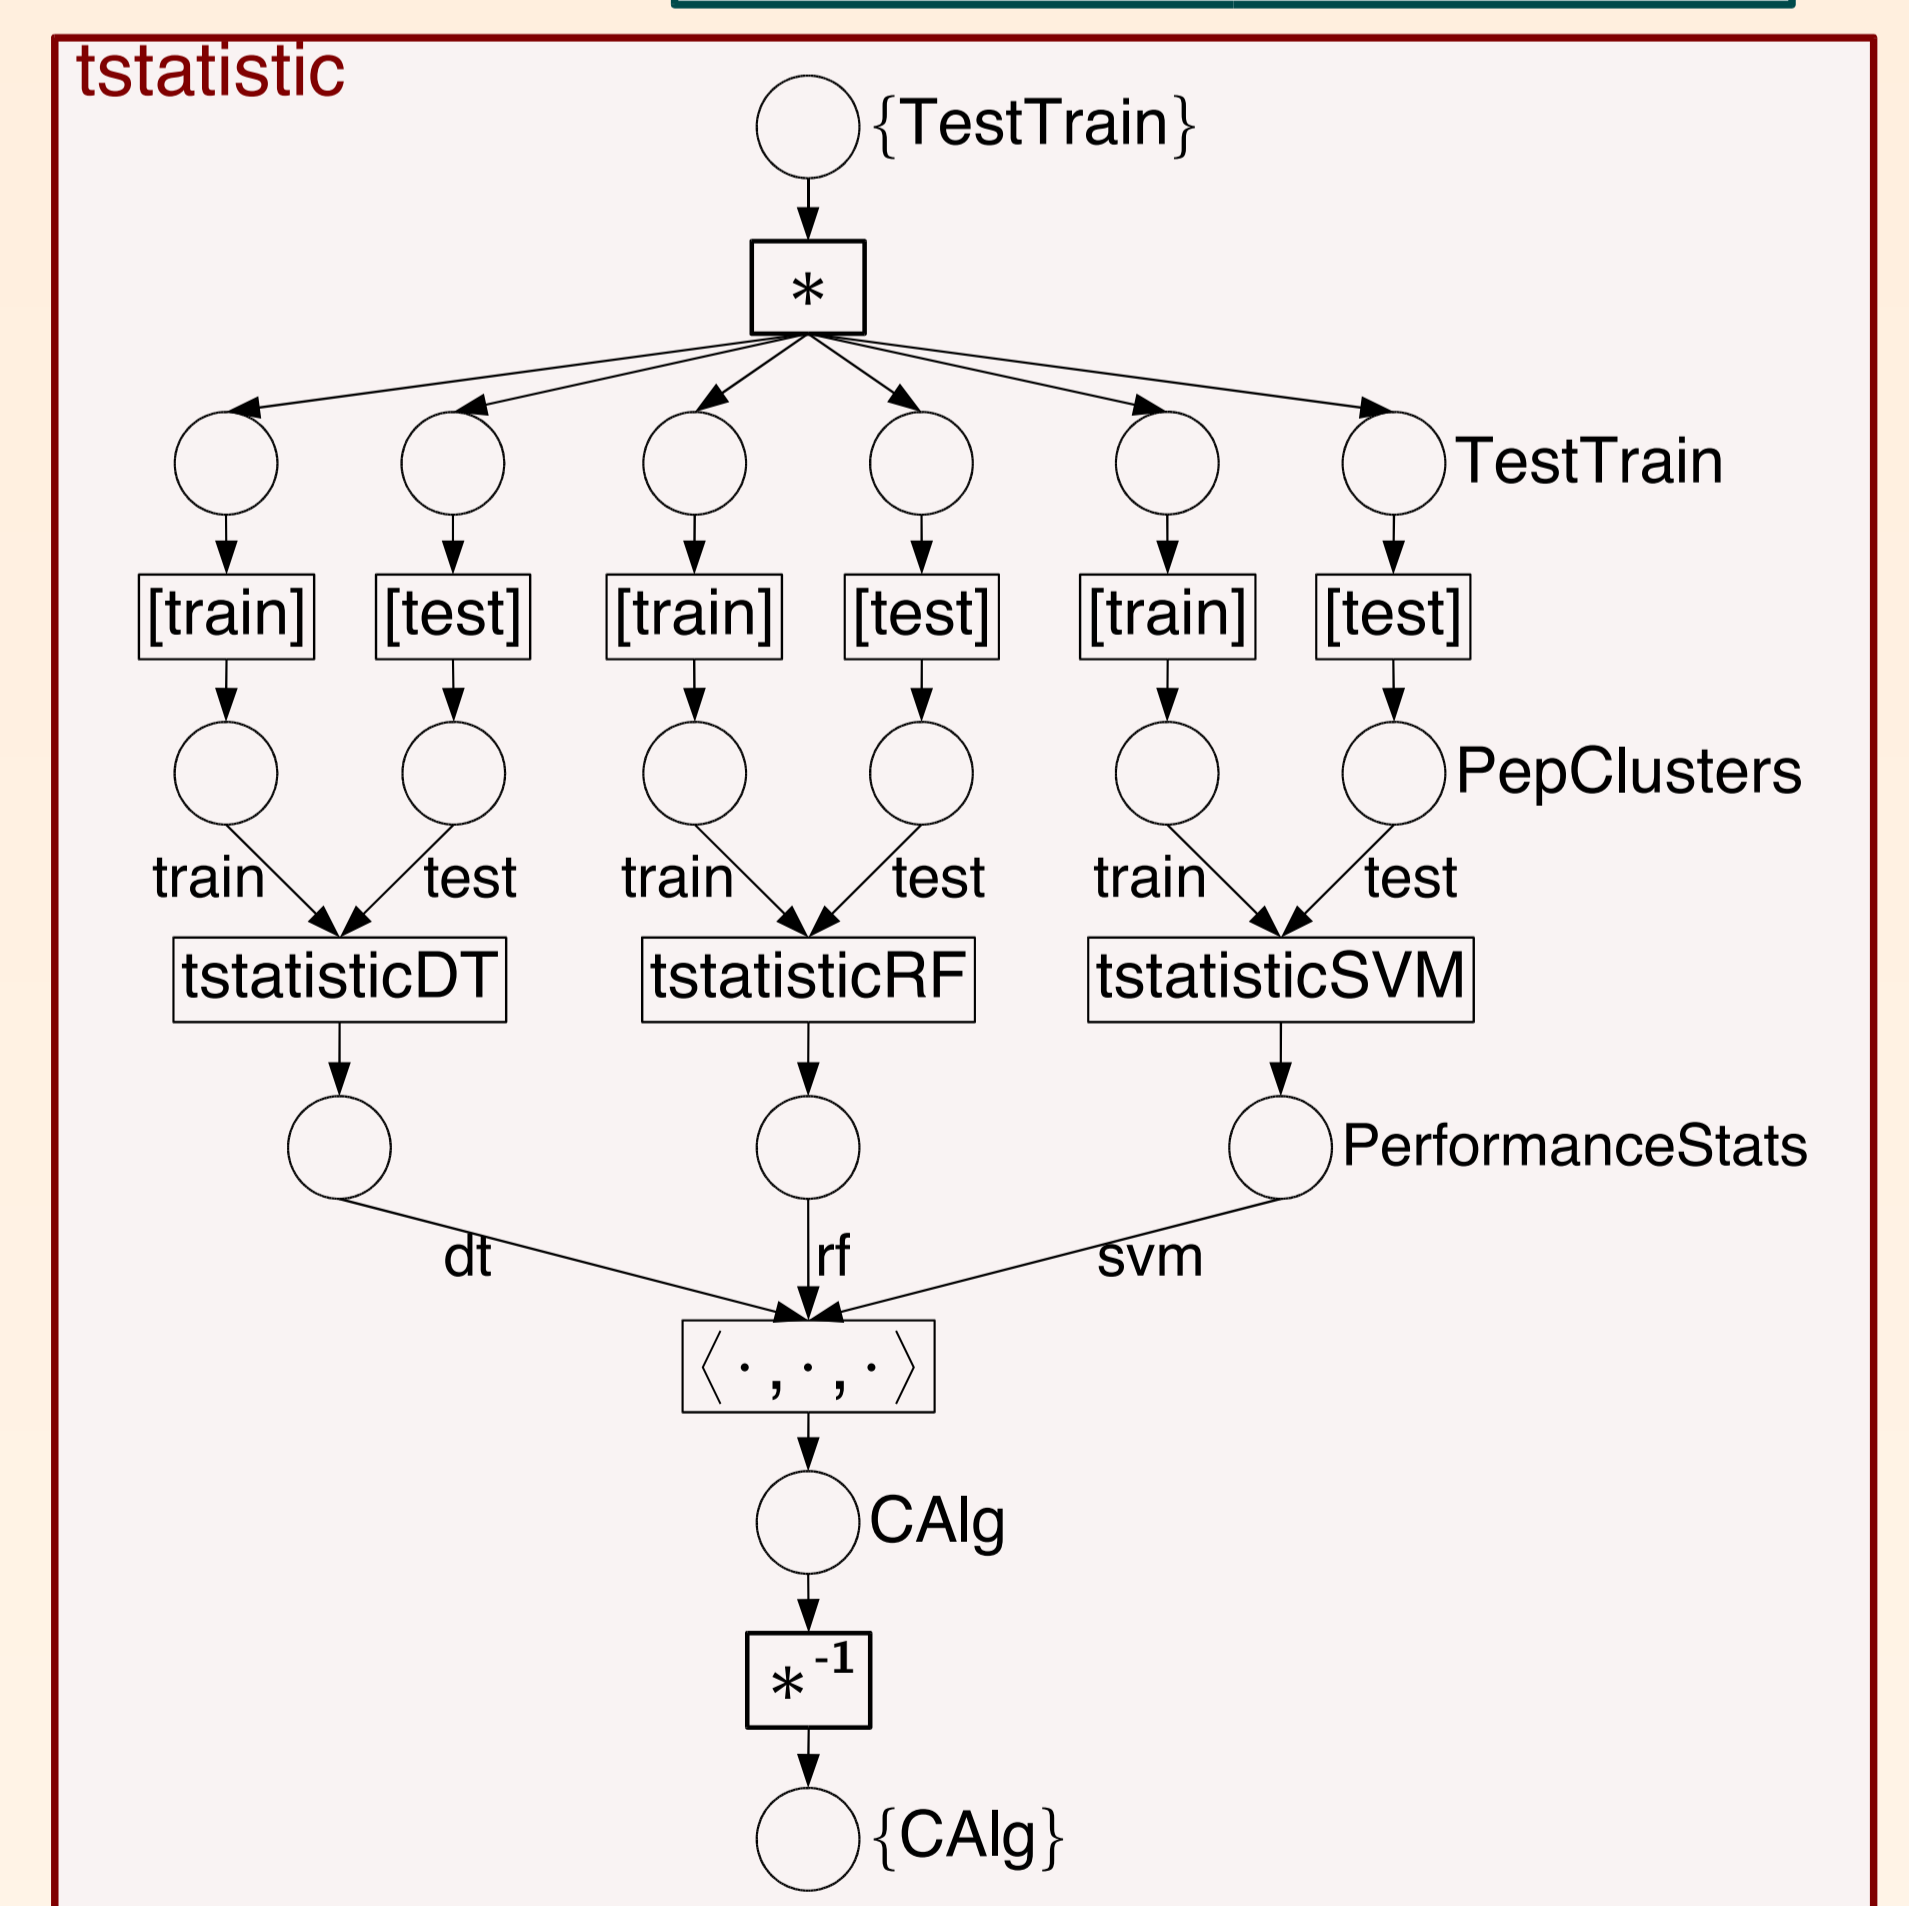 tstatistic
{TestTrain}
*
TestTrain
[train] [test] [train] [test] [train] [test]
PepClusters
train test train test train test
tstatisticDT tstatisticRF tstatisticSVM
PerformanceStats
dt rf svm
⟨·,·,·⟩
CAlg
*-1
{CAlg}